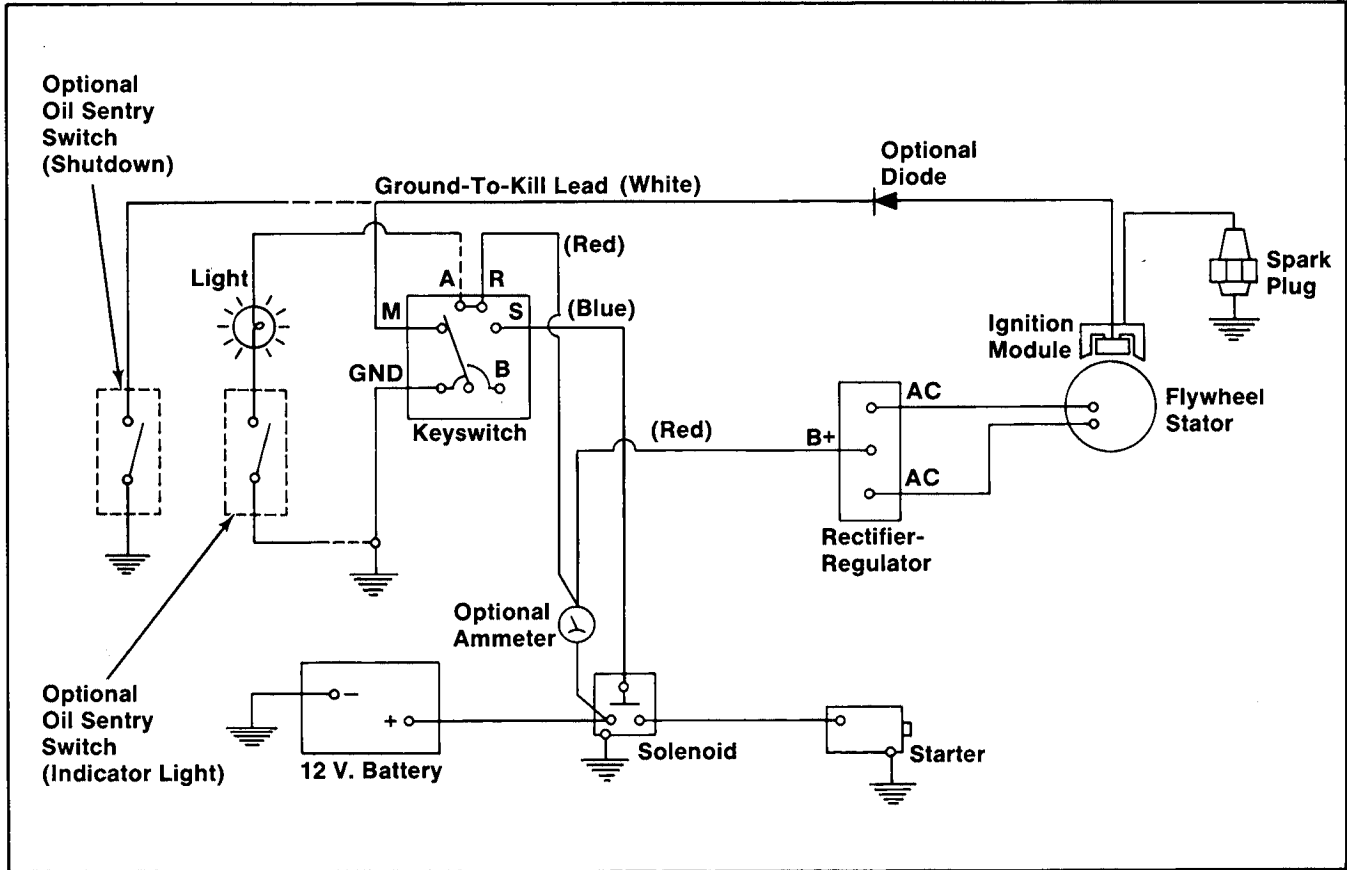 Optional
Oil Sentry
Switch
(Shutdown)
Optional
Diode
Ground-To-Kill Lead (White)
(Red)
Spark
Plug
Light
A
R
M
S
(Blue)
Ignition
Module
GND
B
Keyswitch
AC
Flywheel
Stator
(Red)
B+
AC
Rectifier-
Regulator
Optional
Ammeter
Optional
Oil Sentry
Switch
(Indicator Light)
−
+
12 V. Battery
Solenoid
Starter